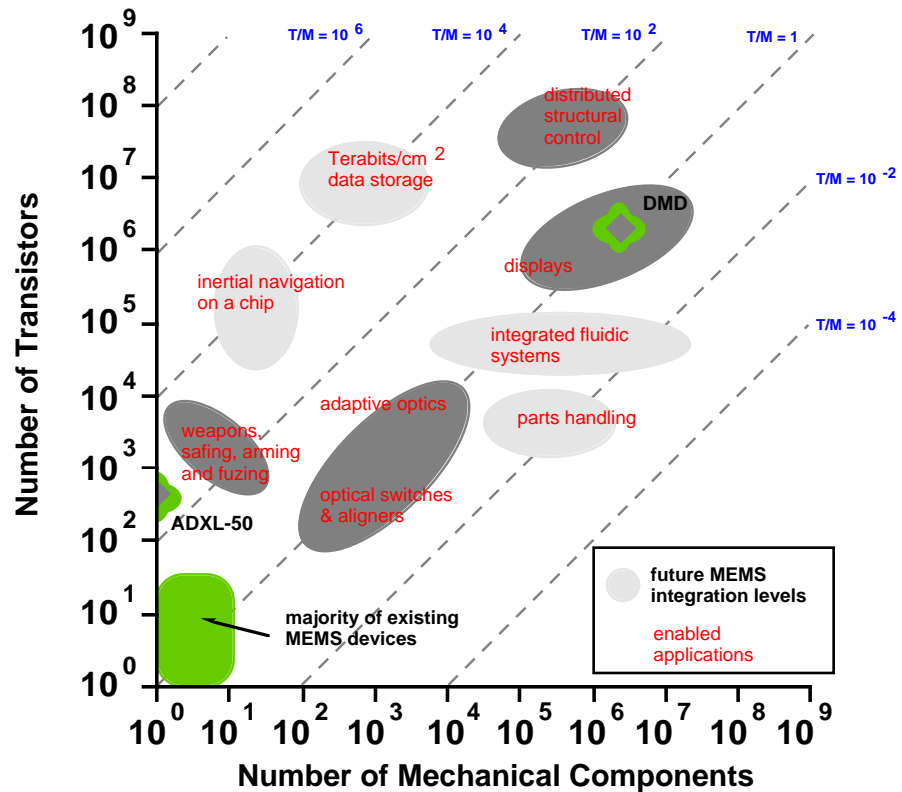 T/M = 10 6
T/M = 10 4
T/M = 10 2
T/M = 1
T/M = 10 -2
T/M = 10 -4
Number of Transistors
10 9
10 8
10 7
10 6
10 5
10 4
10 3
10 2
10 1
10 0
distributed
structural
control
Terabits/cm 2
data storage
DMD
displays
inertial navigation
on a chip
integrated fluidic
systems
adaptive optics
parts handling
weapons,
safing, arming
and fuzing
optical switches
& aligners
ADXL-50
majority of existing
MEMS devices
future MEMS
integration levels
enabled
applications
10 0
10 1
10 2
10 3
10 4
10 5
10 6
10 7
10 8
10 9
Number of Mechanical Components